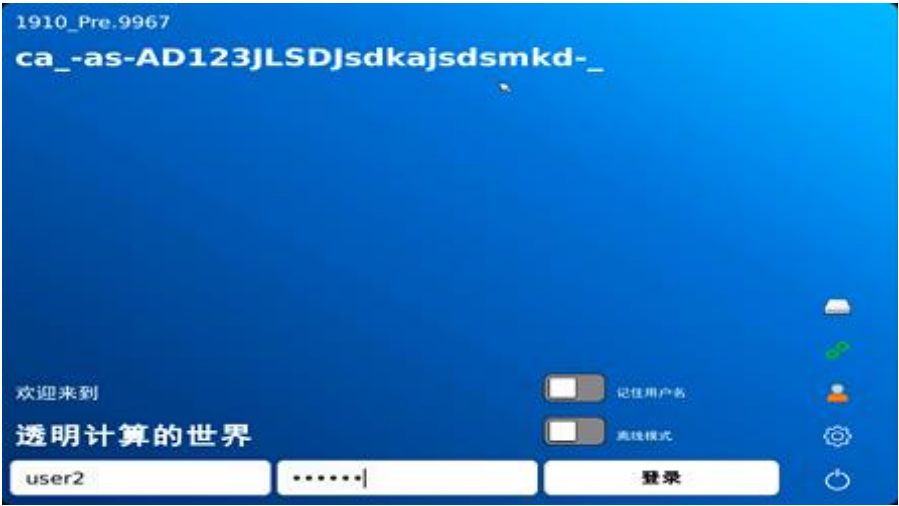 1910_Pre.9967
ca_-as-AD123JLSDJsdkajsdsmkd-_
欢迎来到
记住用户名
透明计算的世界
离线模式
user2
••••••
登录